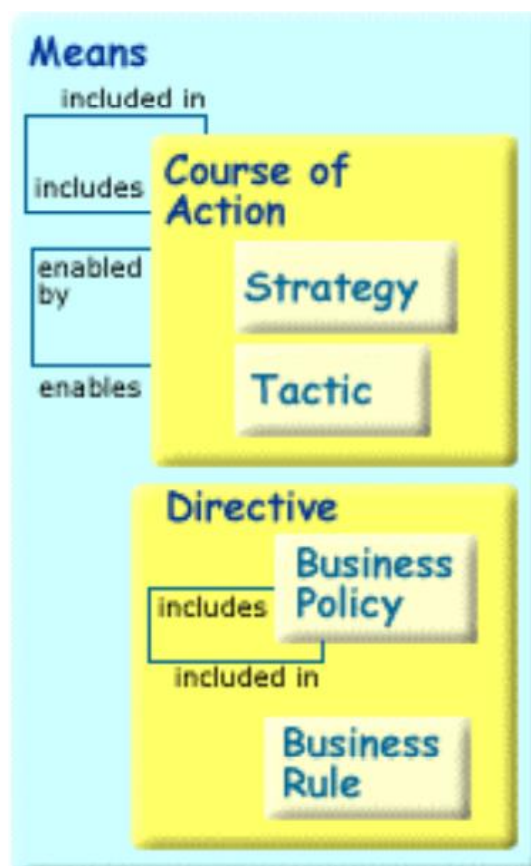 Means
included in
includes
Course of
Action
enabled
by
Strategy
enables
Tactic
Directive
Business
Policy
includes
included in
Business
Rule